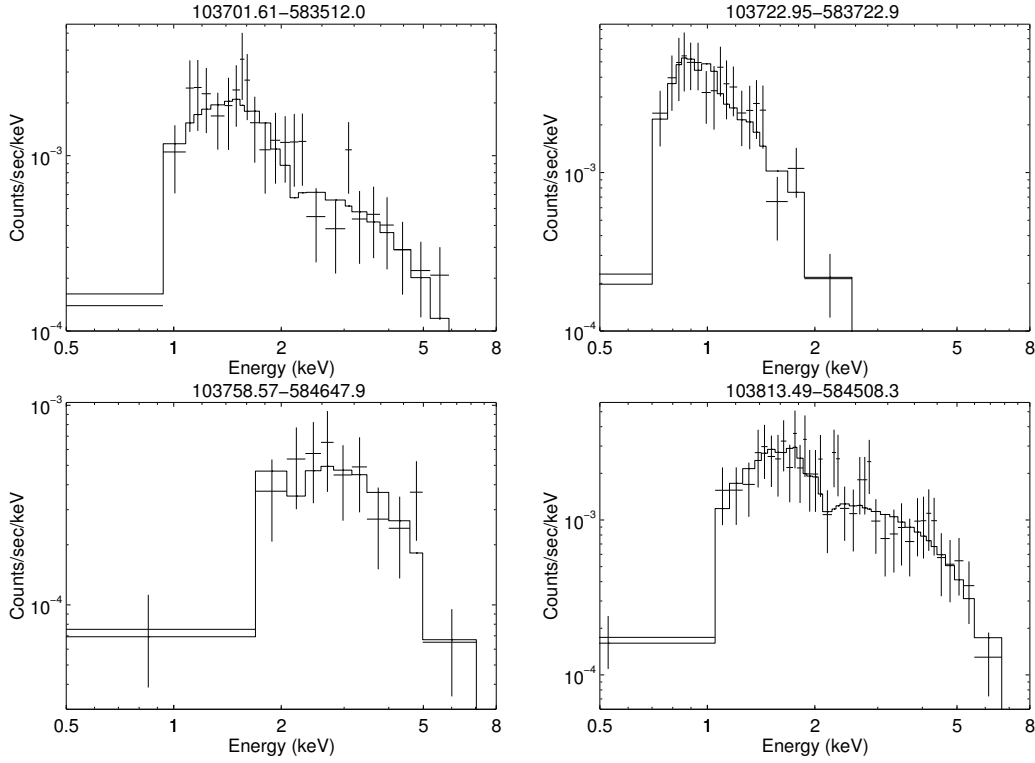 103701.61−583512.0
Counts/sec/keV
10⁻³
10⁻⁴
0.5 1 2 5 8
Energy (keV)
103722.95−583722.9
Counts/sec/keV
10⁻³
10⁻⁴
0.5 1 2 5 8
Energy (keV)
103758.57−584647.9
Counts/sec/keV
10⁻³
10⁻⁴
0.5 1 2 5 8
Energy (keV)
103813.49−584508.3
Counts/sec/keV
10⁻³
10⁻⁴
0.5 1 2 5 8
Energy (keV)